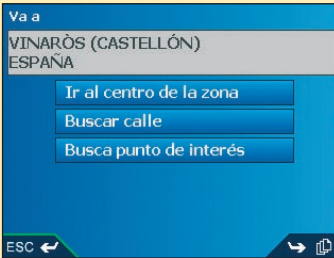 Va a
VINARÒS (CASTELLÓN)
ESPAÑA
Ir al centro de la zona
Buscar calle
Busca punto de interés
ESC